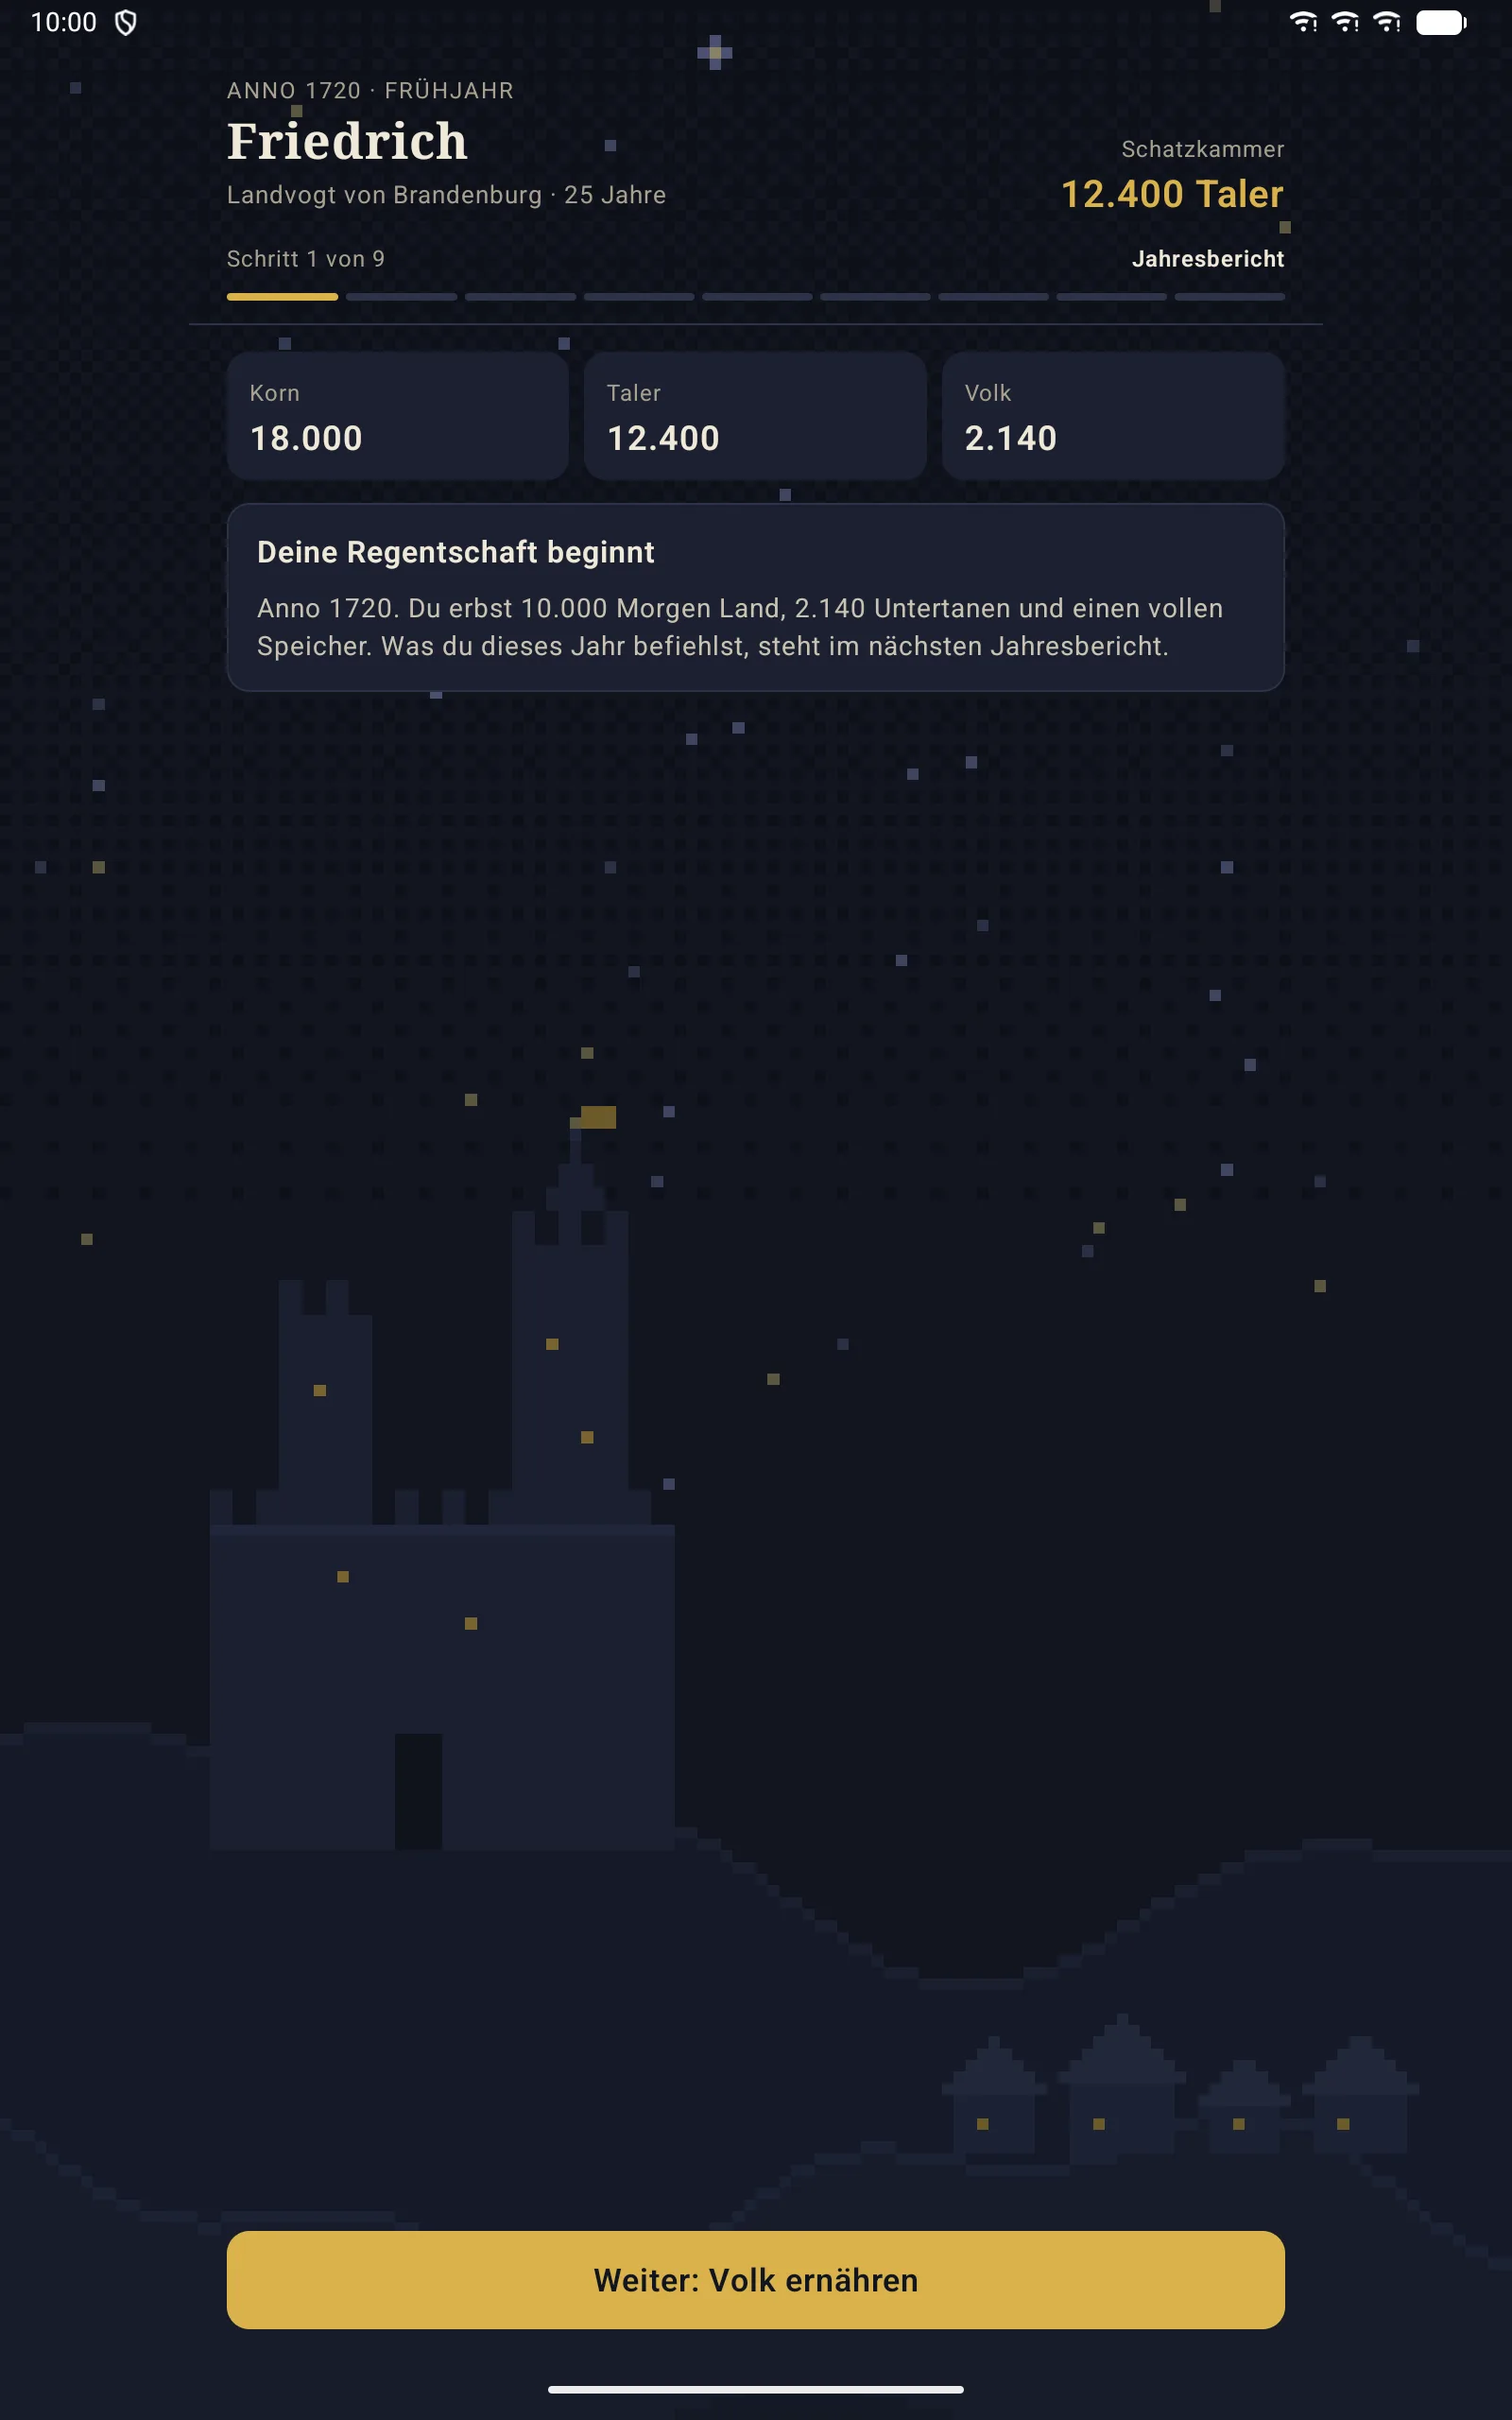 10:00
ANNO 1720 · FRÜHJAHR
Friedrich
Landvogt von Brandenburg · 25 Jahre
Schatzkammer
12.400 Taler
Schritt 1 von 9
Jahresbericht
Korn
18.000
Taler
12.400
Volk
2.140
Deine Regentschaft beginnt
Anno 1720. Du erbst 10.000 Morgen Land, 2.140 Untertanen und einen vollen
Speicher. Was du dieses Jahr befiehlst, steht im nächsten Jahresbericht.
Weiter: Volk ernähren